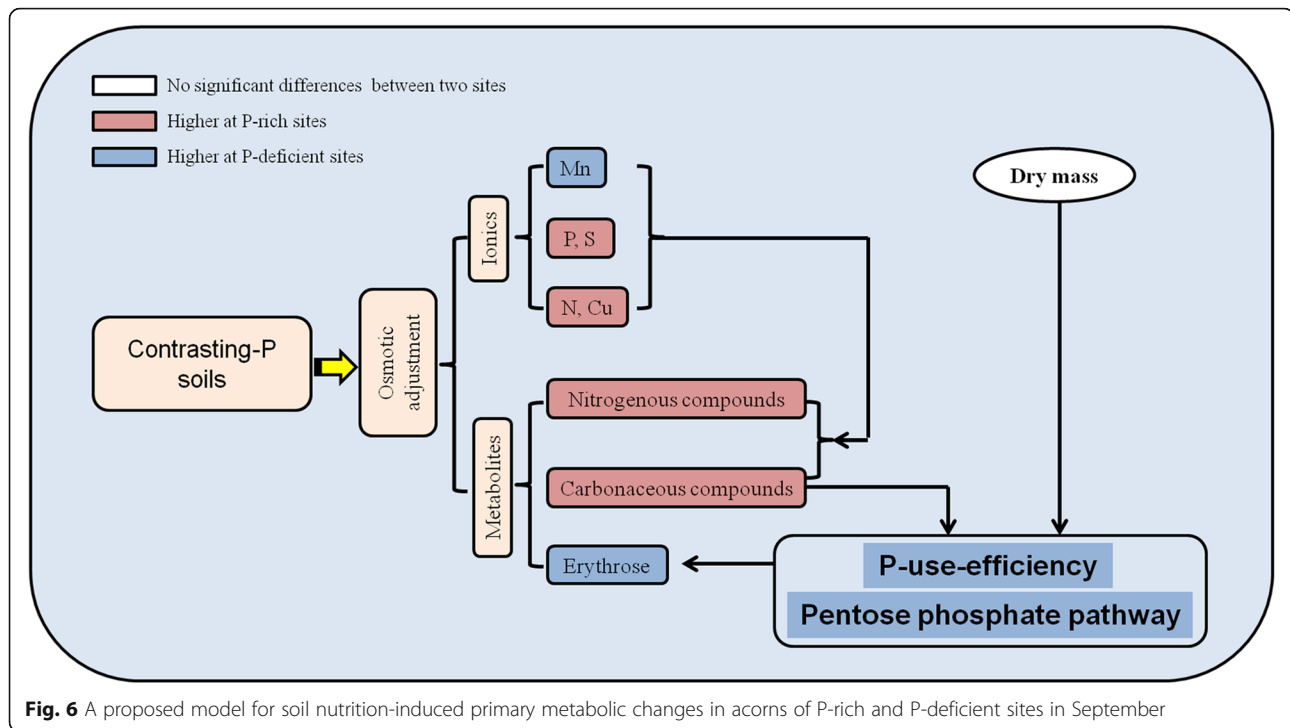 No significant differences between two sites
Higher at P-rich sites
Higher at P-deficient sites
Contrasting-P
soils
Osmotic
adjustment
Ionics
Metabolites
Mn
P, S
N, Cu
Nitrogenous compounds
Carbonaceous compounds
Erythrose
Dry mass
P-use-efficiency
Pentose phosphate pathway
Fig. 6 A proposed model for soil nutrition-induced primary metabolic changes in acorns of P-rich and P-deficient sites in September